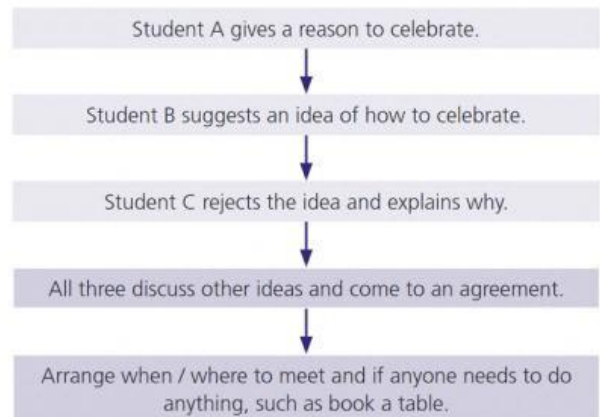 Student A gives a reason to celebrate.
Student B suggests an idea of how to celebrate.
Student C rejects the idea and explains why.
All three discuss other ideas and come to an agreement.
Arrange when / where to meet and if anyone needs to do
anything, such as book a table.